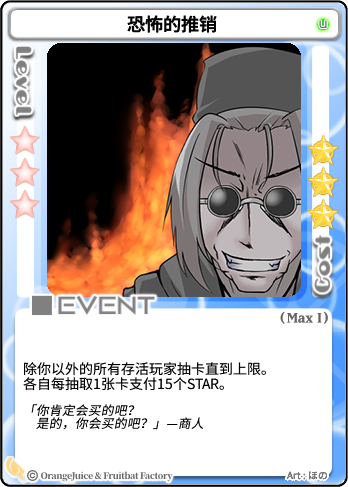 恐怖的推销
U
Level
Cost
EVENT
(Max 1)
除你以外的所有存活玩家抽卡直到上限。
各自每抽取1张卡支付15个STAR。
「你肯定会买的吧?
是的，你会买的吧？」—商人
© OrangeJuice & Fruitbat Factory
Art : ほの